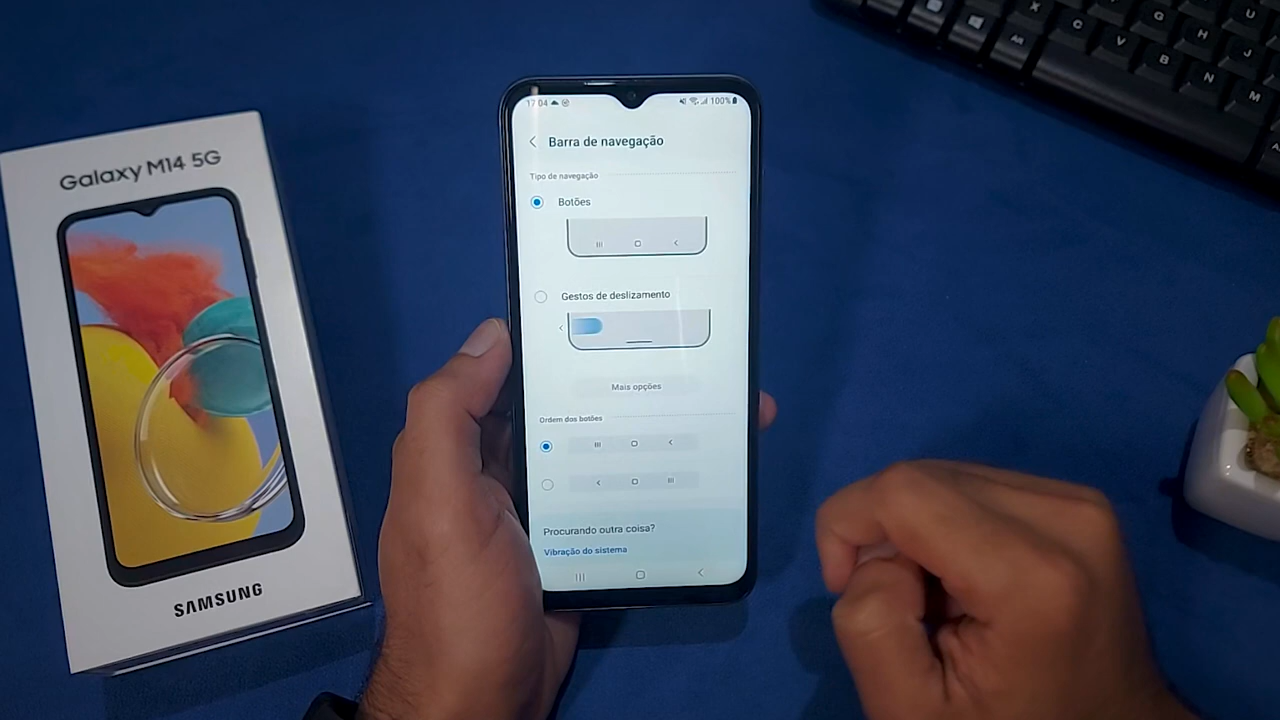 Galaxy M14 5G
SAMSUNG
17:04
100%
Barra de navegação
Tipo de navegação
Botões
Gestos de deslizamento
Mais opções
Ordem dos botões
Procurando outra coisa?
Vibração do sistema
X
C
V
B
N
M
G
H
J
U